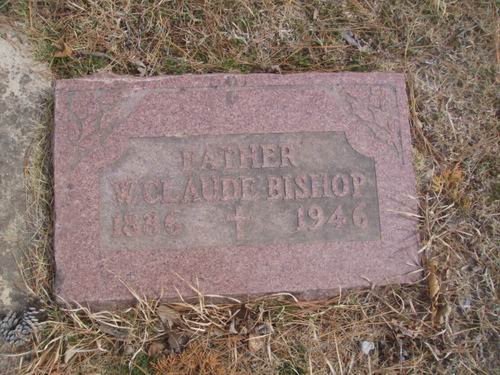 FATHER
W. CLAUDE BISHOP
1886 1946